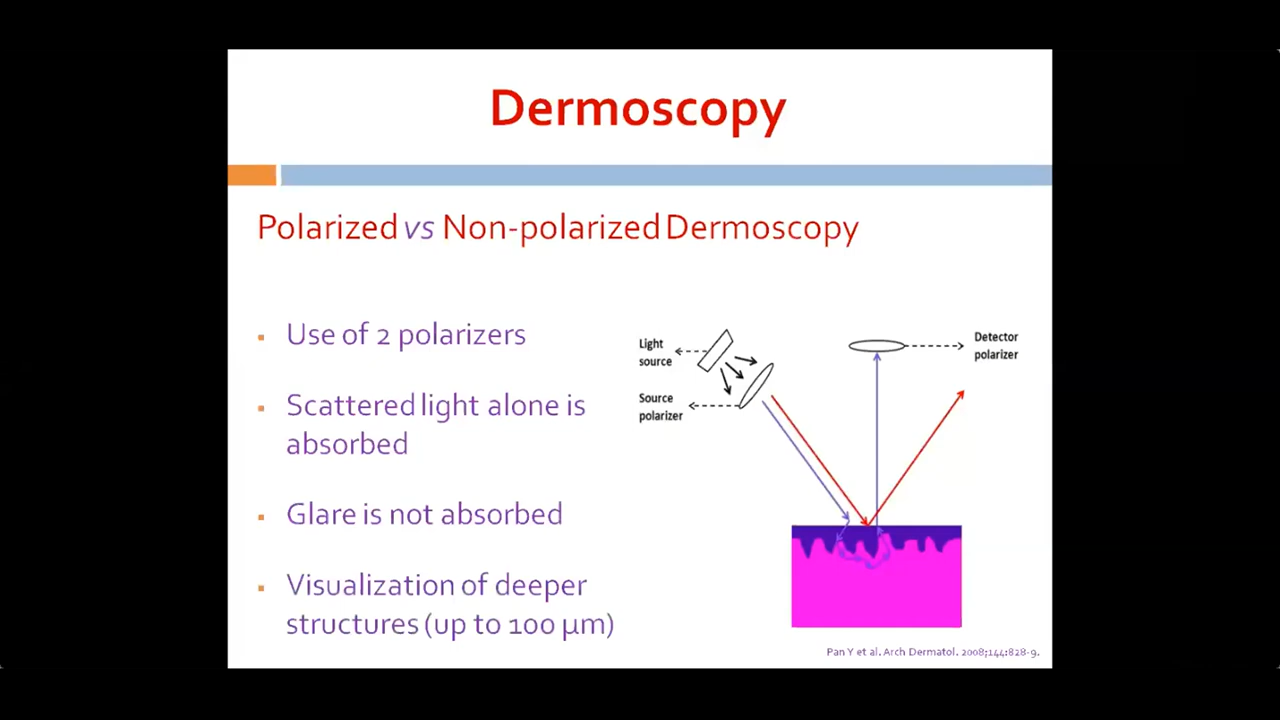 Dermoscopy
Polarized vs Non-polarized Dermoscopy
▪ Use of 2 polarizers
▪ Scattered light alone is
absorbed
▪ Glare is not absorbed
▪ Visualization of deeper
structures (up to 100 µm)
Light
source
Source
polarizer
Detector
polarizer
Pan Y et al. Arch Dermatol. 2008;144:828-9.